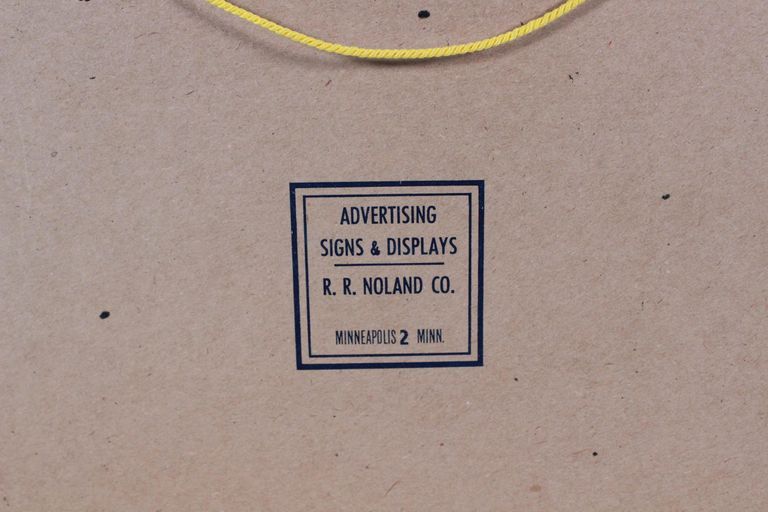 ADVERTISING
SIGNS & DISPLAYS
R. R. NOLAND CO.
MINNEAPOLIS 2 MINN.